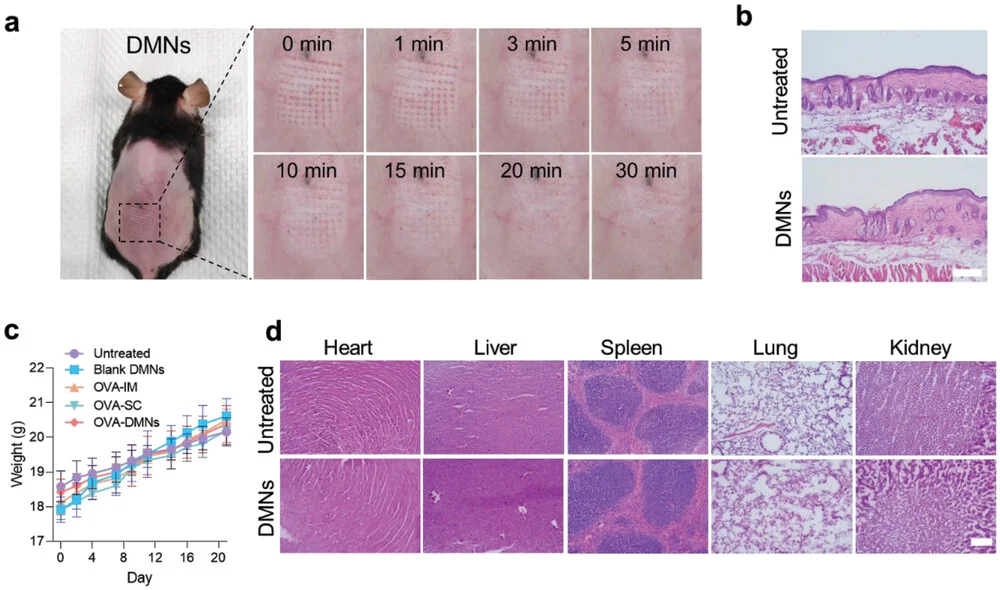 a
DMNs
0 min
1 min
3 min
5 min
10 min
15 min
20 min
30 min
b
Untreated
DMNs
c
Untreated
Blank DMNs
OVA-IM
OVA-SC
OVA-DMNs
Weight (g)
22
21
20
19
18
17
0 4 8 12 16 20
Day
d
Heart Liver Spleen Lung Kidney
Untreated
DMNs